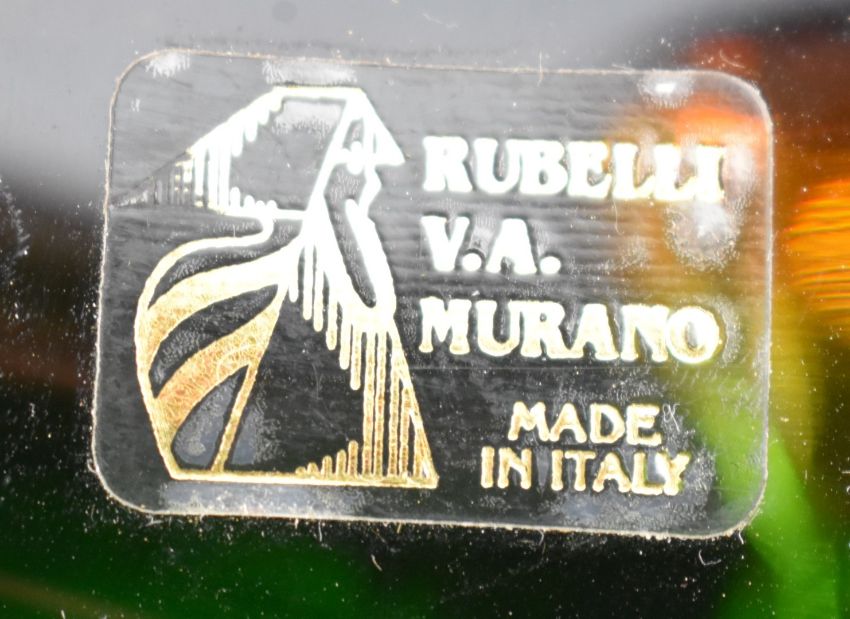 RUBELLI
V.A.
MURANO
MADE
IN ITALY